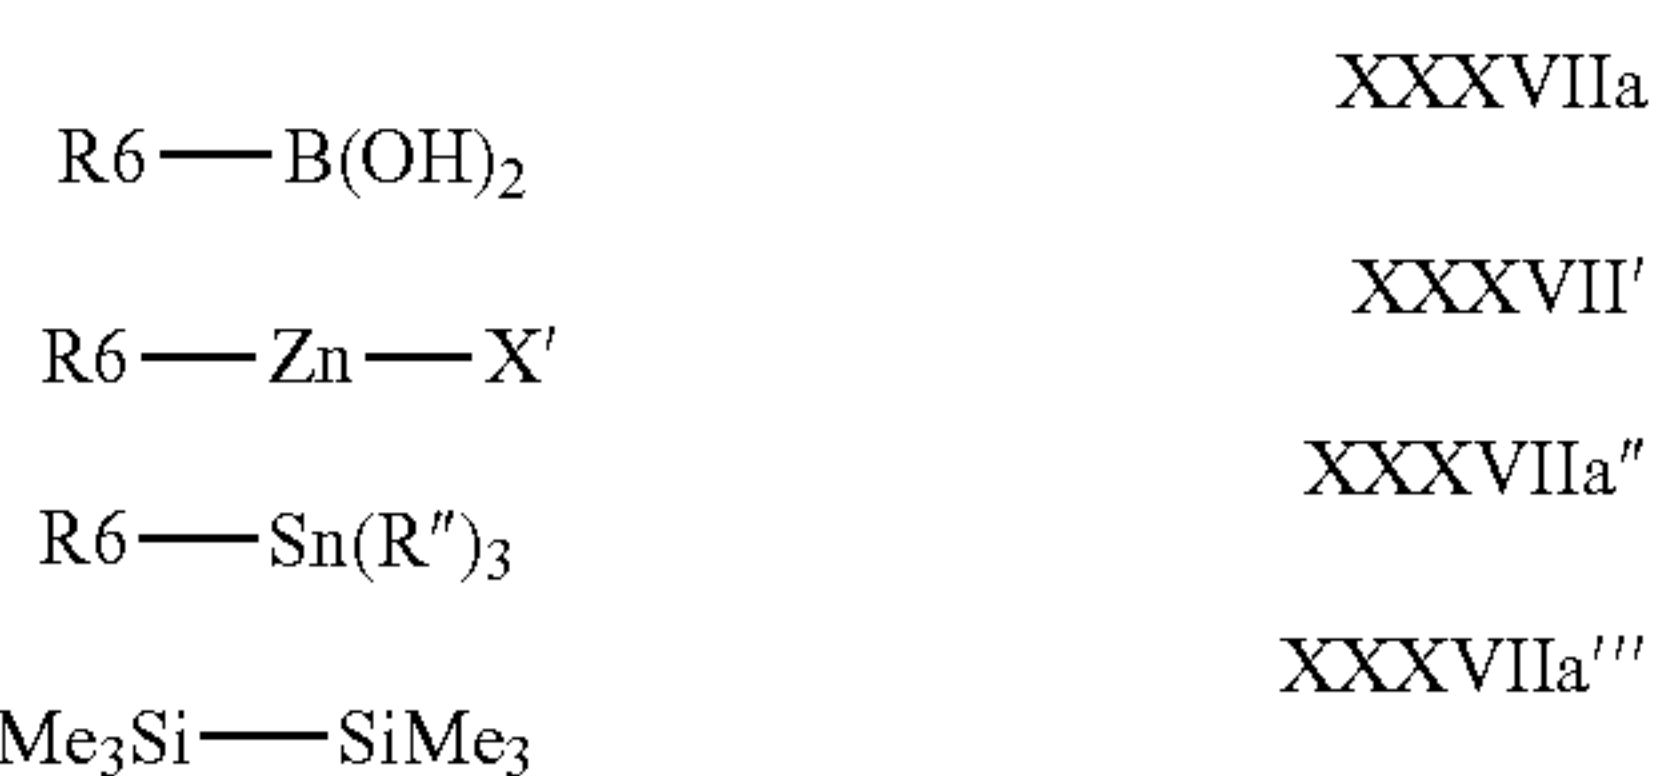 XXXVIIa
R6—B(OH)₂
XXXVII′
R6—Zn—X′
XXXVIIa″
R6—Sn(R″)₃
XXXVIIa‴
Me₃Si—SiMe₃